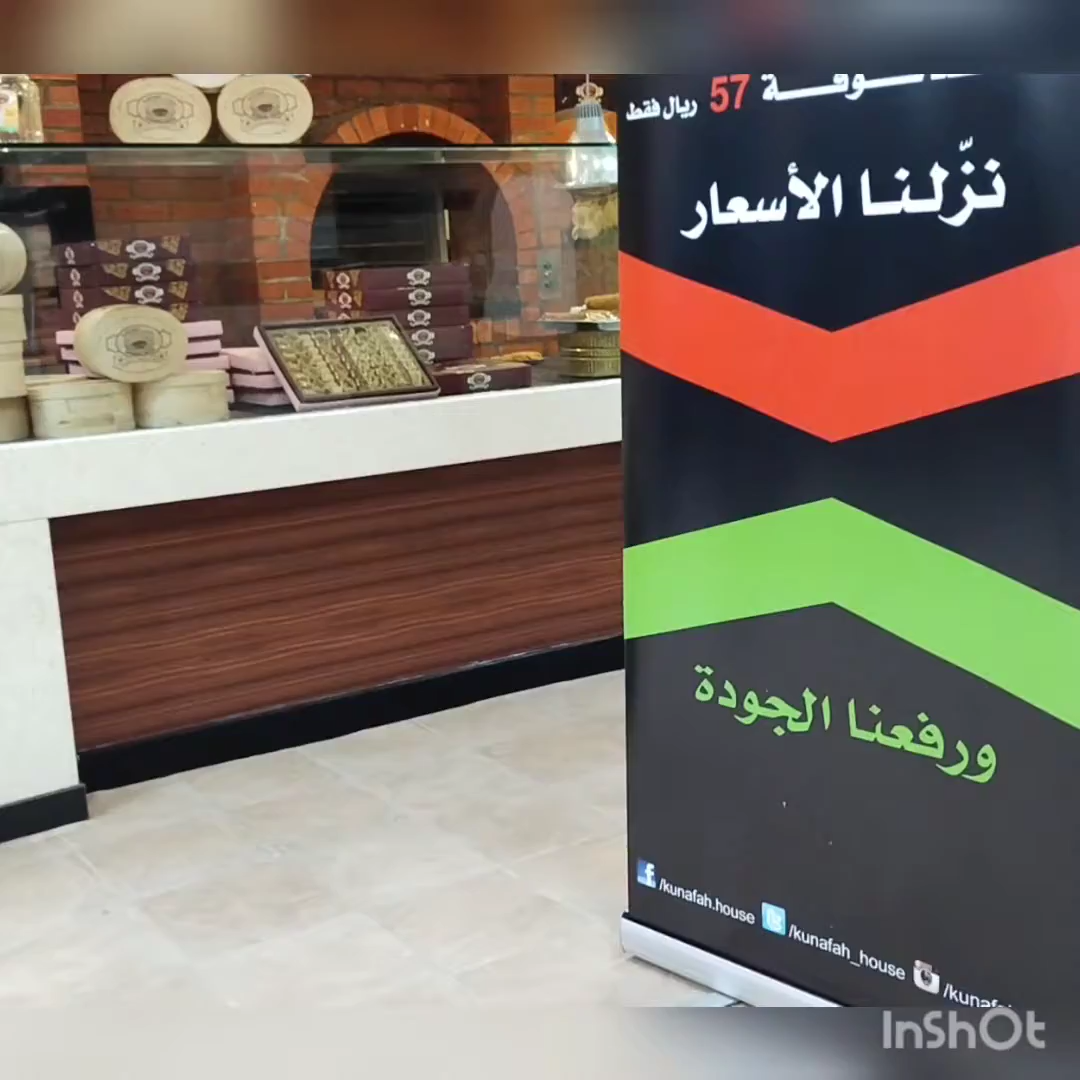 57 ريال فقط
نزّلنا الأسعار
ورفعنا الجودة
/kunafah.house
/kunafah_house
InShOt